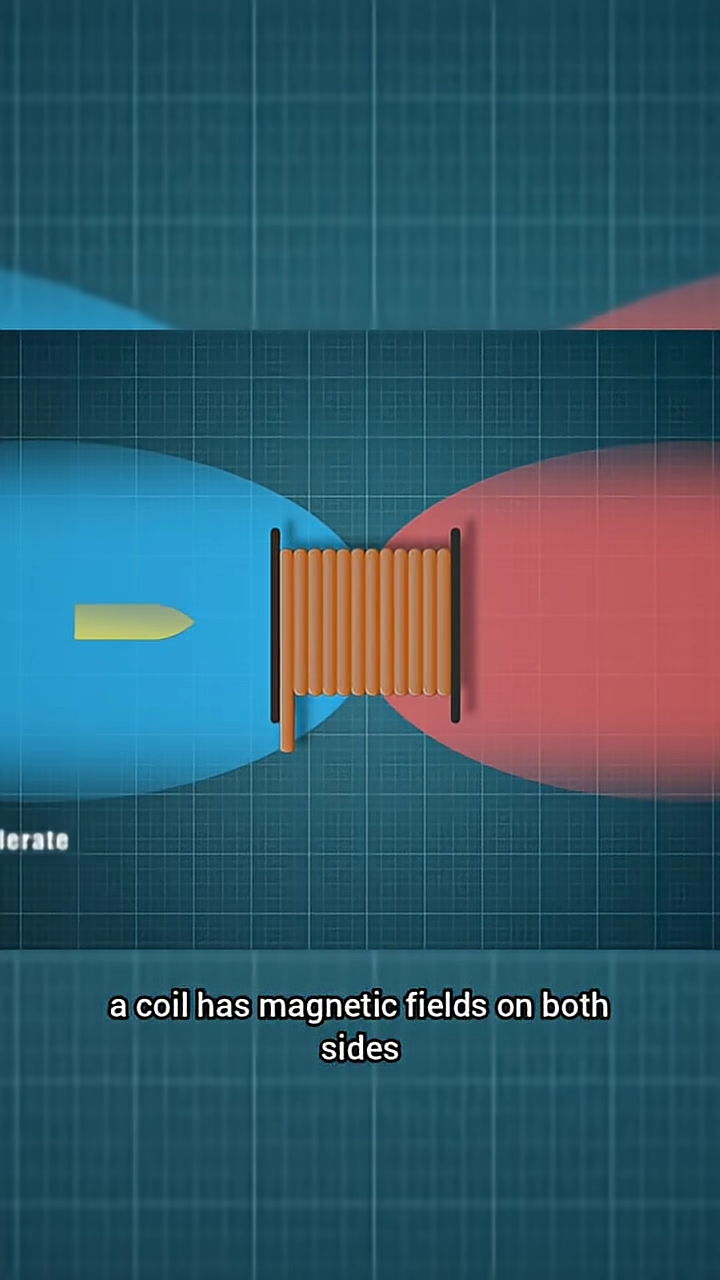 lerate
a coil has magnetic fields on both
sides